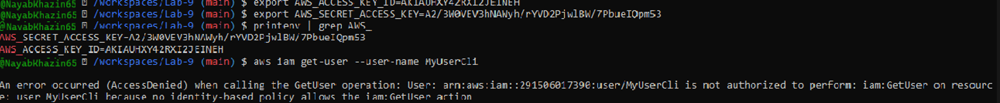 @NayabKhazin65 /workspaces/Lab-9 (main) $ export AWS_ACCESS_KEY_ID=AKIAUHXY42RXI2JEINEH
@NayabKhazin65 /workspaces/Lab-9 (main) $ export AWS_SECRET_ACCESS_KEY=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
@NayabKhazin65 /workspaces/Lab-9 (main) $ printenv | grep AWS_
AWS_SECRET_ACCESS_KEY=A2/3W0VEV3hNAWyh/rYVD2PjwlBW/7PbueIQpm53
AWS_ACCESS_KEY_ID=AKIAUHXY42RXI2JEINEH
@NayabKhazin65 /workspaces/Lab-9 (main) $ aws iam get-user --user-name MyUserCli
An error occurred (AccessDenied) when calling the GetUser operation: User: arn:aws:iam::291506017390:user/MyUserCli is not authorized to perform: iam:GetUser on resourc
e: user MyUserCli because no identity-based policy allows the iam:GetUser action